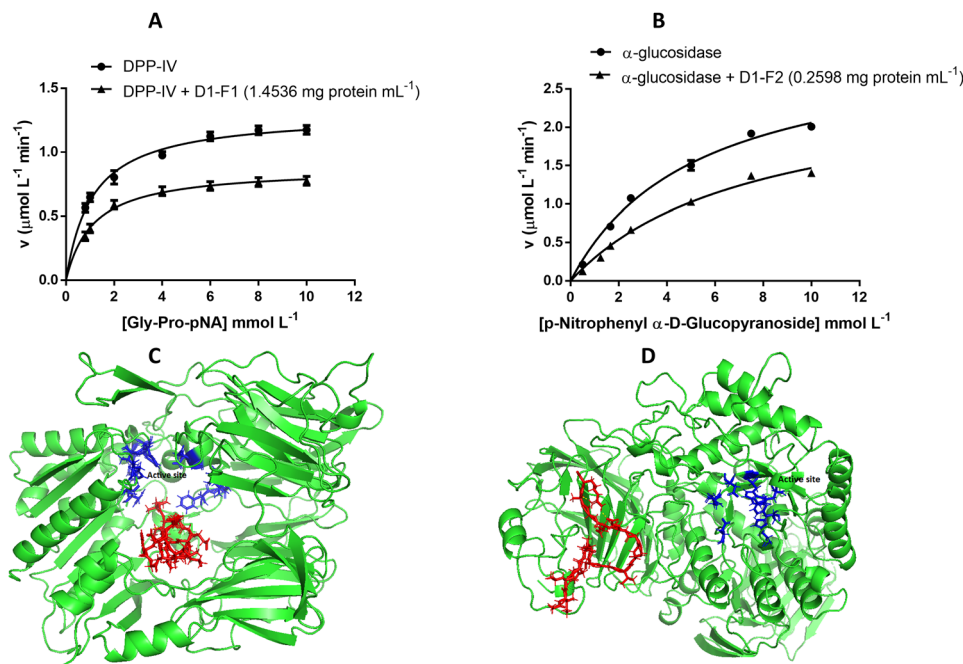 A
DPP-IV
DPP-IV + D1-F1 (1.4536 mg protein mL⁻¹)
v (μmol L⁻¹ min⁻¹)
1.5
1.0
0.5
0.0
0 2 4 6 8 10 12
[Gly-Pro-pNA] mmol L⁻¹
B
α-glucosidase
α-glucosidase + D1-F2 (0.2598 mg protein mL⁻¹)
v (μmol L⁻¹ min⁻¹)
2.5
2.0
1.5
1.0
0.5
0.0
0 2 4 6 8 10 12
[p-Nitrophenyl α-D-Glucopyranoside] mmol L⁻¹
C
Active site
D
Active site